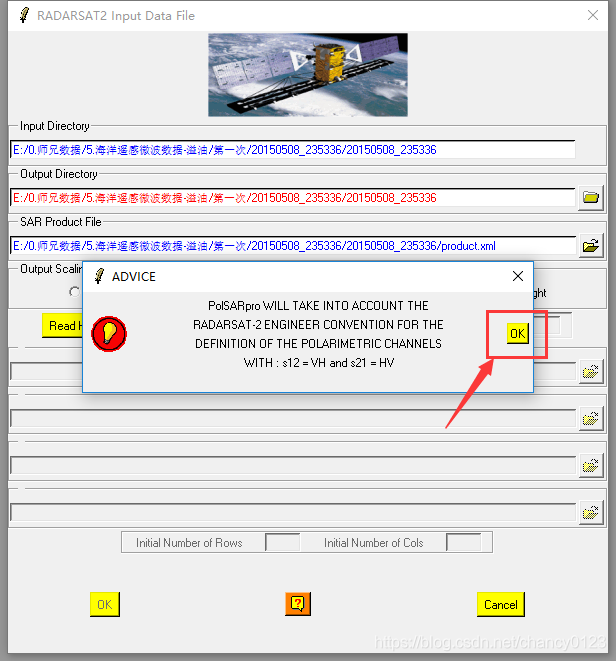 RADARSAT2 Input Data File
Input Directory
E:/0.师兄数据/5.海洋遥感微波数据-溢油/第一次/20150508_235336/20150508_235336
Output Directory
E:/0.师兄数据/5.海洋遥感微波数据-溢油/第一次/20150508_235336/20150508_235336
SAR Product File
E:/0.师兄数据/5.海洋遥感微波数据-溢油/第一次/20150508_235336/20150508_235336/product.xml
Output Scalin
ght
ADVICE
PolSARpro WILL TAKE INTO ACCOUNT THE
RADARSAT-2 ENGINEER CONVENTION FOR THE
DEFINITION OF THE POLARIMETRIC CHANNELS
WITH : s12 = VH and s21 = HV
OK
Read H
Initial Number of Rows
Initial Number of Cols
OK
?
Cancel
https://blog.csdn.net/chancy0123